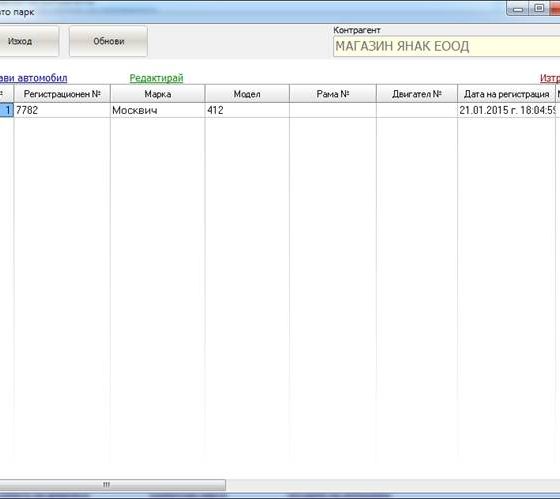 то парк
Контрагент
Изход Обнови МАГАЗИН ЯНАК ЕООД
ави автомобил Редактирай Изтр
Регистрационен № Марка Модел Рама № Двигател № Дата на регистрация
1 7782 Москвич 412 21.01.2015 г. 18:04:59